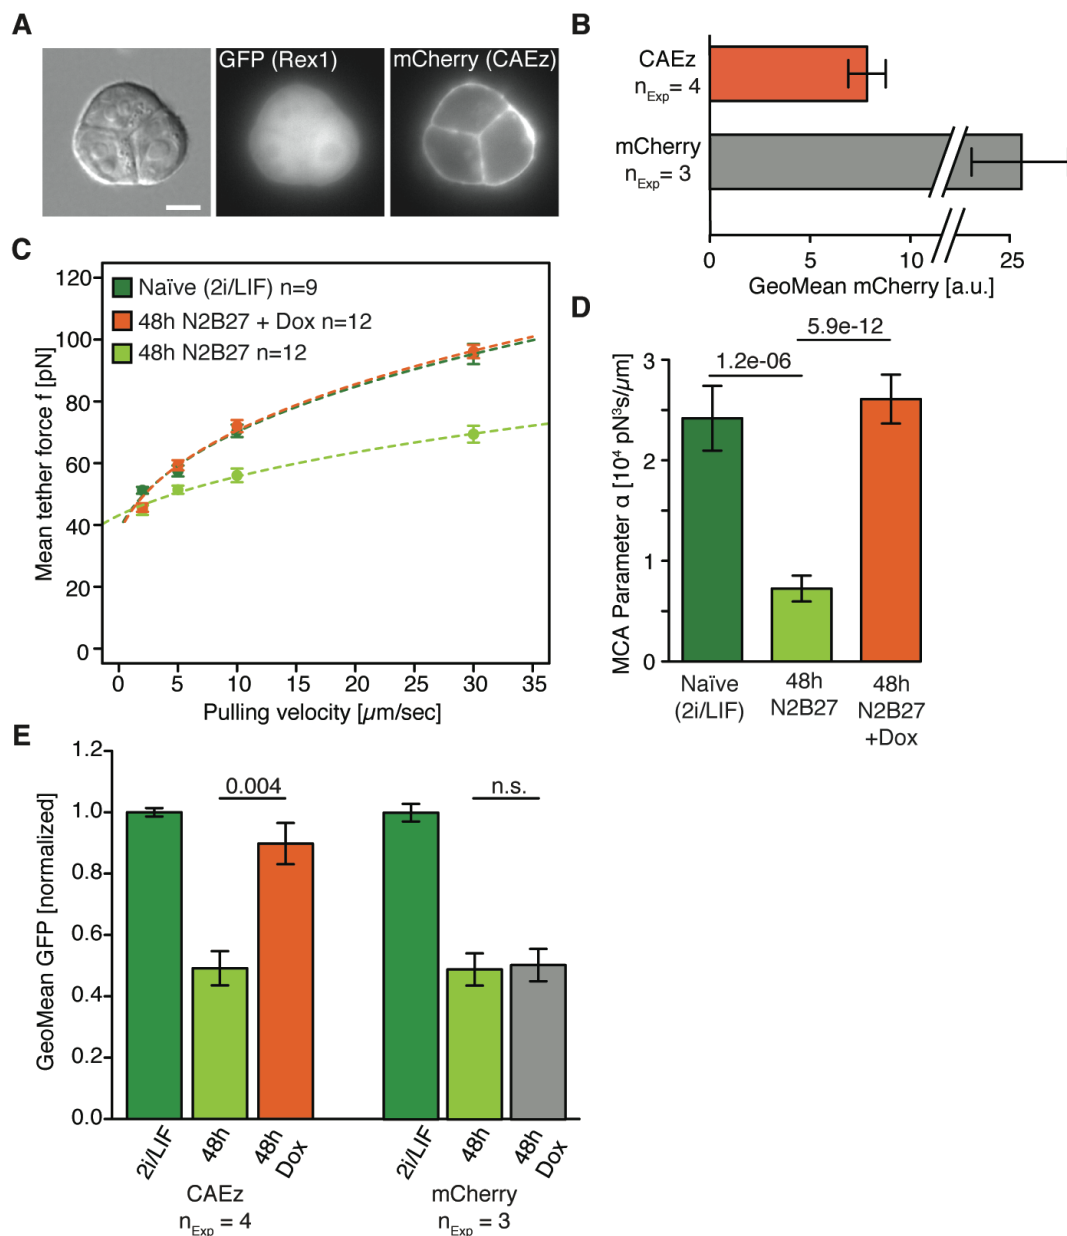 A
GFP (Rex1)
mCherry (CAEz)
B
CAEz
nExp= 4
mCherry
nExp= 3
0 5 10 25
GeoMean mCherry [a.u.]
C
Mean tether force f [pN]
120
100
80
60
40
20
0
Naïve (2i/LIF) n=9
48h N2B27 + Dox n=12
48h N2B27 n=12
0 5 10 15 20 25 30 35
Pulling velocity [µm/sec]
D
MCA Parameter α [10⁴ pN³s/µm]
5.9e-12
1.2e-06
3
2
1
0
Naïve
(2i/LIF)
48h
N2B27
48h
N2B27
+Dox
E
GeoMean GFP [normalized]
1.2
1.0
0.8
0.6
0.4
0.2
0.0
0.004
n.s.
2i/LIF
48h
48h
Dox
CAEz
nExp = 4
2i/LIF
48h
48h
Dox
mCherry
nExp = 3